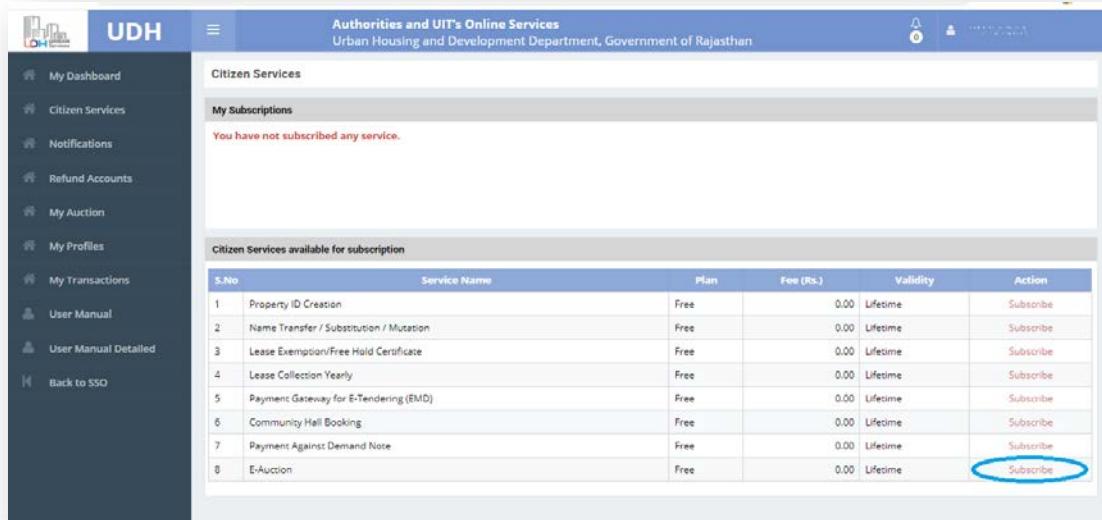 UDH UDH
Authorities and UIT's Online Services
Urban Housing and Development Department, Government of Rajasthan
0
My Dashboard
Citizen Services
Notifications
Refund Accounts
My Auction
My Profiles
My Transactions
User Manual
User Manual Detailed
Back to SSO
Citizen Services
My Subscriptions
You have not subscribed any service.
Citizen Services available for subscription
S.No Service Name Plan Fee (Rs.) Validity Action
1 Property ID Creation Free 0.00 Lifetime Subscribe
2 Name Transfer / Substitution / Mutation Free 0.00 Lifetime Subscribe
3 Lease Exemption/Free Hold Certificate Free 0.00 Lifetime Subscribe
4 Lease Collection Yearly Free 0.00 Lifetime Subscribe
5 Payment Gateway for E-Tendering (EMD) Free 0.00 Lifetime Subscribe
6 Community Hall Booking Free 0.00 Lifetime Subscribe
7 Payment Against Demand Note Free 0.00 Lifetime Subscribe
8 E-Auction Free 0.00 Lifetime Subscribe